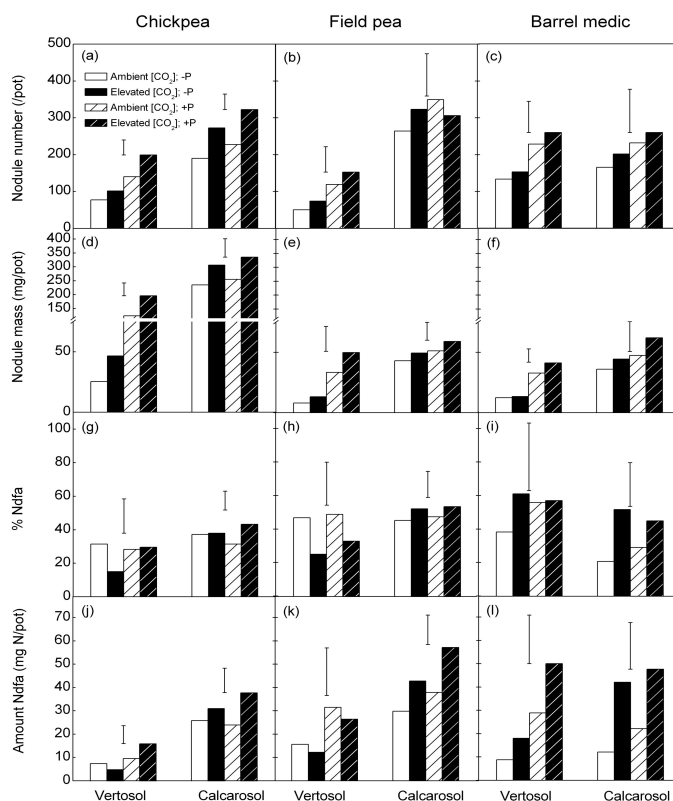 Chickpea Field pea Barrel medic
Nodule number (/pot)
500
400
300
200
100
0
(a) (b) (c)
Ambient [CO₂]; -P
Elevated [CO₂]; -P
Ambient [CO₂]; +P
Elevated [CO₂]; +P
Nodule mass (mg/pot)
400
350
300
250
200
150
50
0
(d) (e) (f)
% Ndfa
100
80
60
40
20
0
(g) (h) (i)
Amount Ndfa (mg N/pot)
70
60
50
40
30
20
10
0
(j) (k) (l)
Vertosol Calcarosol Vertosol Calcarosol Vertosol Calcarosol